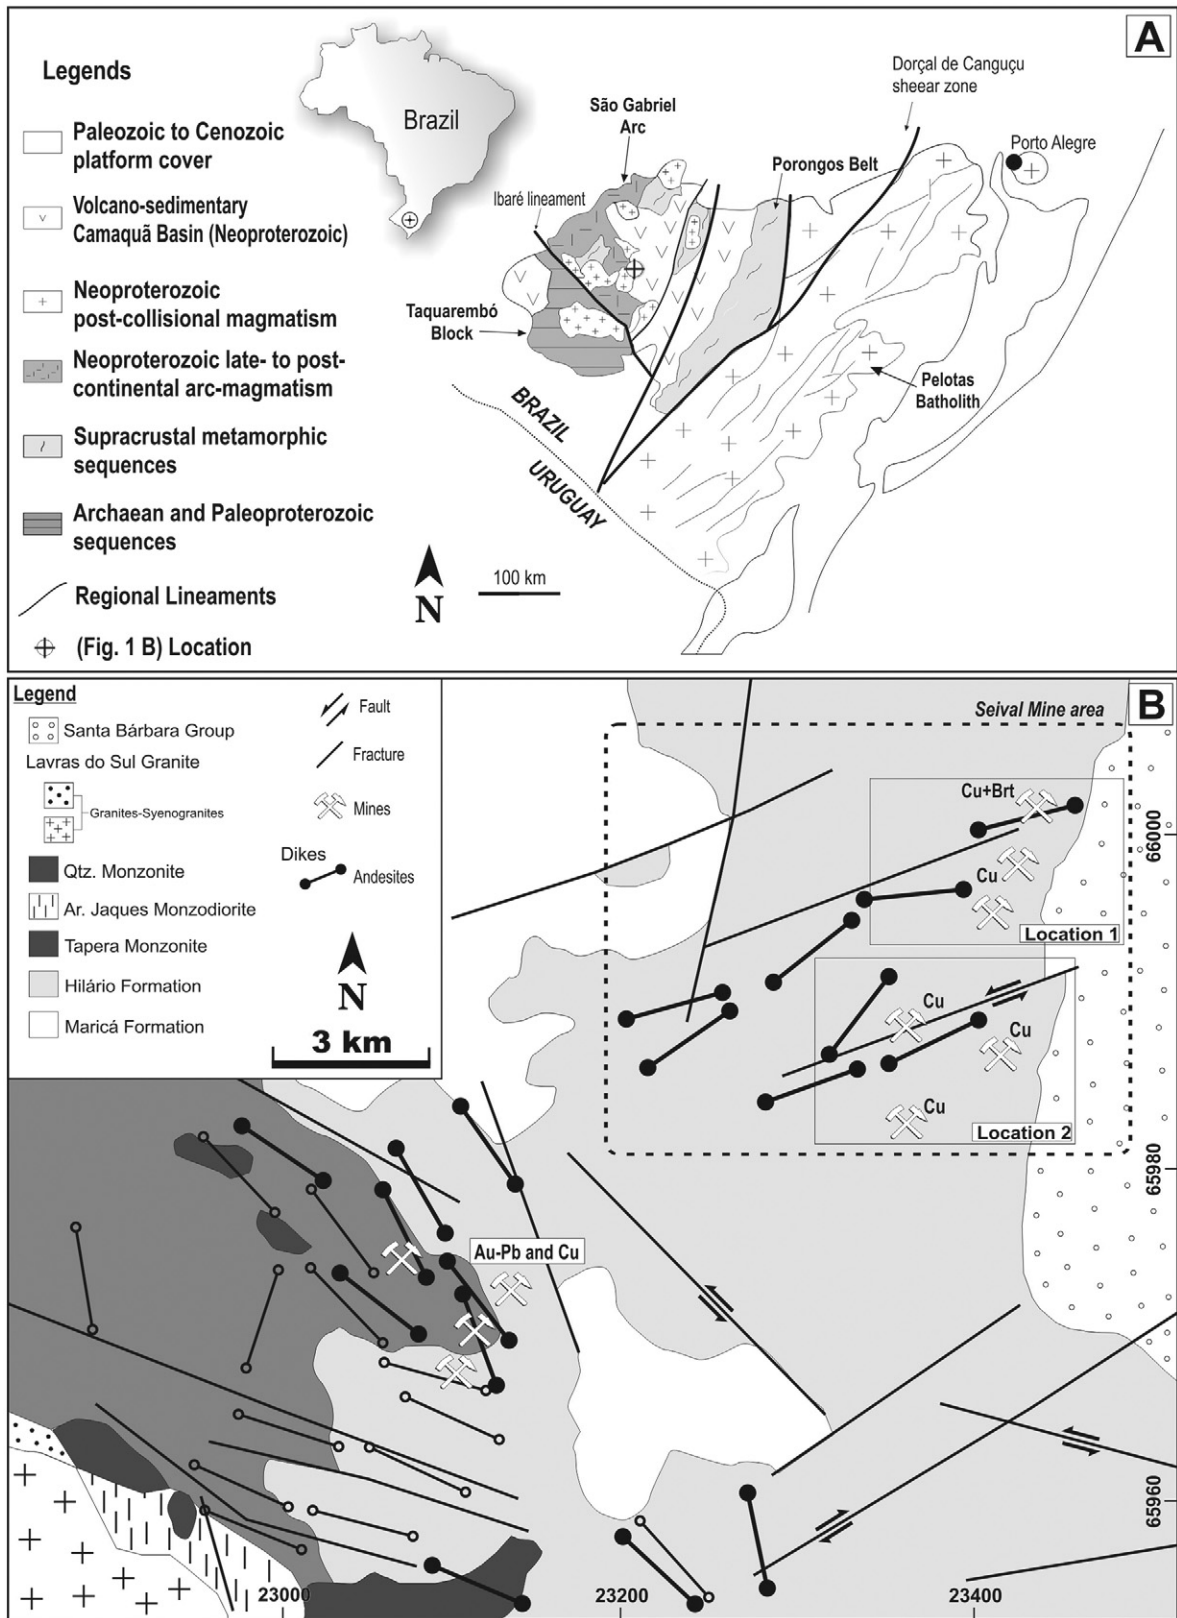 A
Legends
Paleozoic to Cenozoic
platform cover
Volcano-sedimentary
Camaquã Basin (Neoproterozoic)
Neoproterozoic
post-collisional magmatism
Neoproterozoic late- to post-
continental arc-magmatism
Supracrustal metamorphic
sequences
Archaean and Paleoproterozoic
sequences
Regional Lineaments
(Fig. 1 B) Location
Brazil
São Gabriel
Arc
Ibaré lineament
Taquarembó
Block
Porongos Belt
Dorçal de Canguçu
sheear zone
Porto Alegre
Pelotas
Batholith
BRAZIL
URUGUAY
N
100 km
B
Legend
Santa Bárbara Group
Lavras do Sul Granite
Granites-Syenogranites
Qtz. Monzonite
Ar. Jaques Monzodiorite
Tapera Monzonite
Hilário Formation
Maricá Formation
Fault
Fracture
Mines
Dikes
Andesites
N
3 km
Seival Mine area
Cu+Brt
Cu
Location 1
Cu
Cu
Cu
Location 2
Au-Pb and Cu
66000
65980
65960
23000
23200
23400